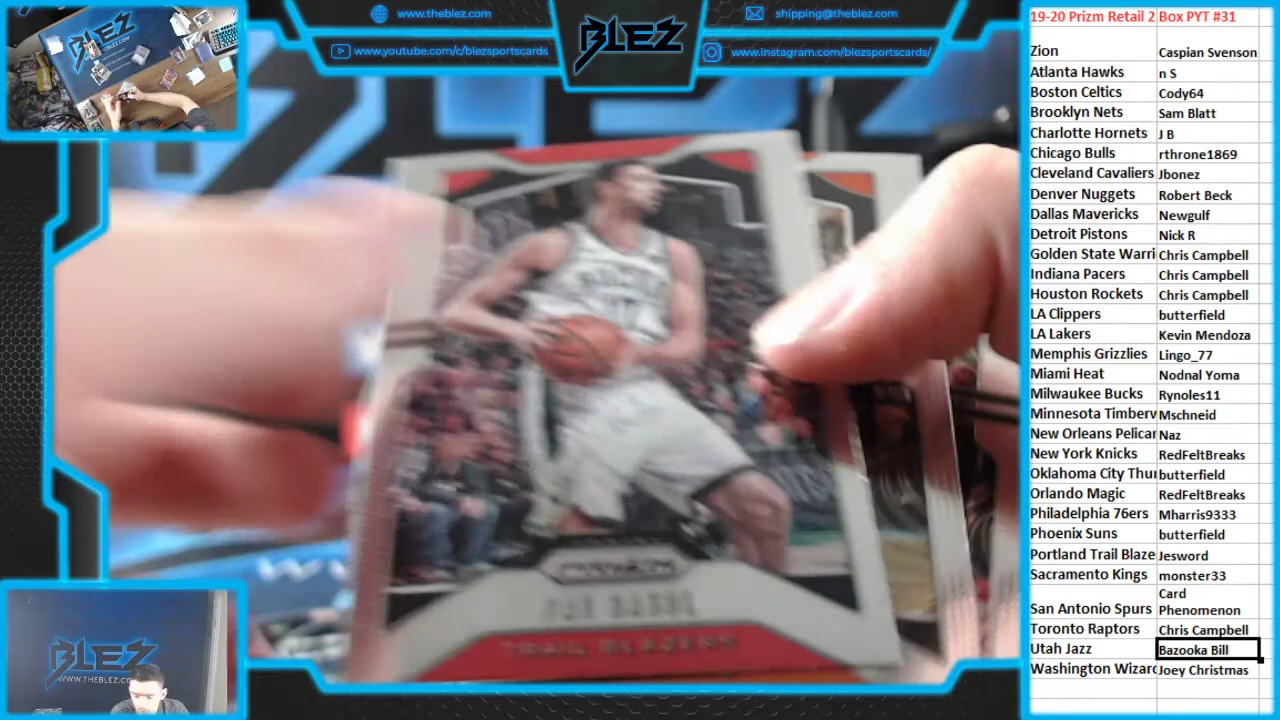 www.theblez.com
shipping@theblez.com
www.youtube.com/c/blezsportscards
BLEZ
www.instagram.com/blezsportscards/
19-20 Prizm Retail 2 Box PYT #31
Zion Caspian Svenson
Atlanta Hawks n S
Boston Celtics Cody64
Brooklyn Nets Sam Blatt
Charlotte Hornets J B
Chicago Bulls rthrone1869
Cleveland Cavaliers Jbonez
Denver Nuggets Robert Beck
Dallas Mavericks Newgulf
Detroit Pistons Nick R
Golden State Warri Chris Campbell
Indiana Pacers Chris Campbell
Houston Rockets Chris Campbell
LA Clippers butterfield
LA Lakers Kevin Mendoza
Memphis Grizzlies Lingo_77
Miami Heat Nodnal Yoma
Milwaukee Bucks Rynoles11
Minnesota Timberw Mschneid
New Orleans Pelican Naz
New York Knicks RedFeltBreaks
Oklahoma City Thun butterfield
Orlando Magic RedFeltBreaks
Philadelphia 76ers Mharris9333
Phoenix Suns butterfield
Portland Trail Blaze Jesword
Sacramento Kings monster33
Card
San Antonio Spurs Phenomenon
Toronto Raptors Chris Campbell
Utah Jazz Bazooka Bill
Washington Wizard Joey Christmas
PRIZM
PAU GASOL
TRAIL BLAZERS
BLEZ
WWW.THEBLEZ.COM